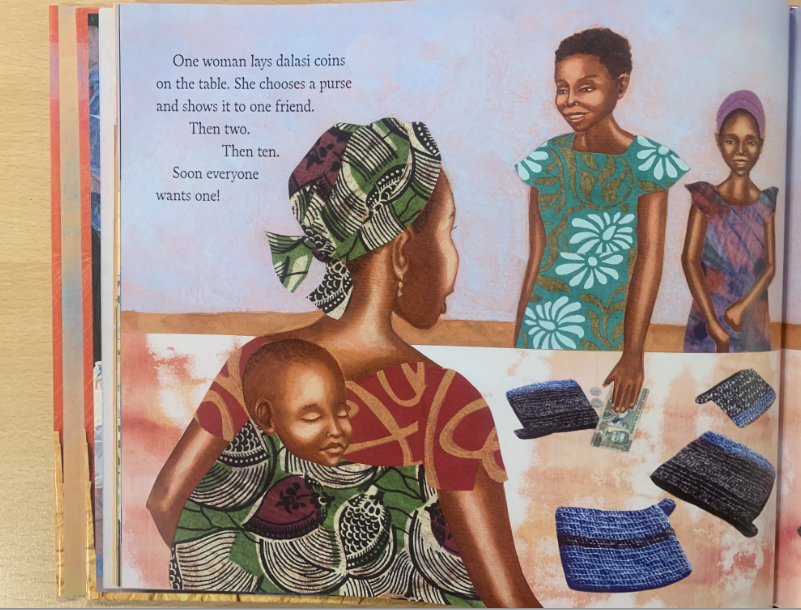 One woman lays dalasi coins
on the table. She chooses a purse
and shows it to one friend.
Then two.
Then ten.
Soon everyone
wants one!